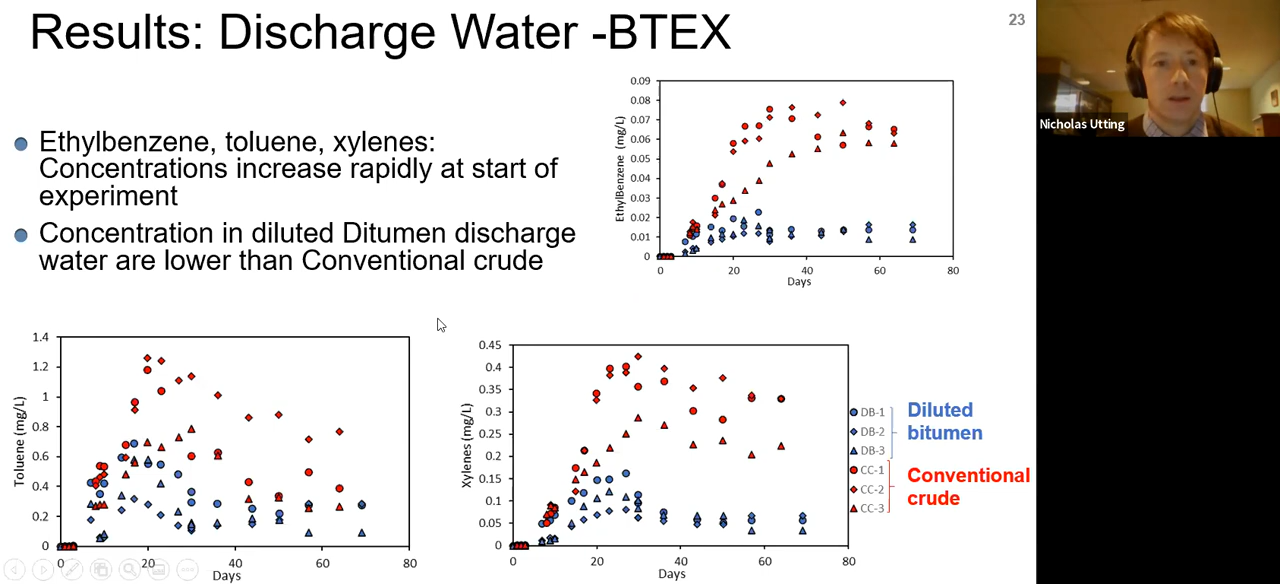 Results: Discharge Water -BTEX
23
Ethylbenzene, toluene, xylenes:
Concentrations increase rapidly at start of
experiment
Concentration in diluted Ditumen discharge
water are lower than Conventional crude
Nicholas Utting
EthylBenzene (mg/L)
0.09
0.08
0.07
0.06
0.05
0.04
0.03
0.02
0.01
0
0 20 40 60 80
Days
Toluene (mg/L)
1.4
1.2
1
0.8
0.6
0.4
0.2
0
0 20 40 60 80
Days
Xylenes (mg/L)
0.45
0.4
0.35
0.3
0.25
0.2
0.15
0.1
0.05
0
0 20 40 60 80
Days
DB-1
DB-2
DB-3
CC-1
CC-2
CC-3
Diluted
bitumen
Conventional
crude